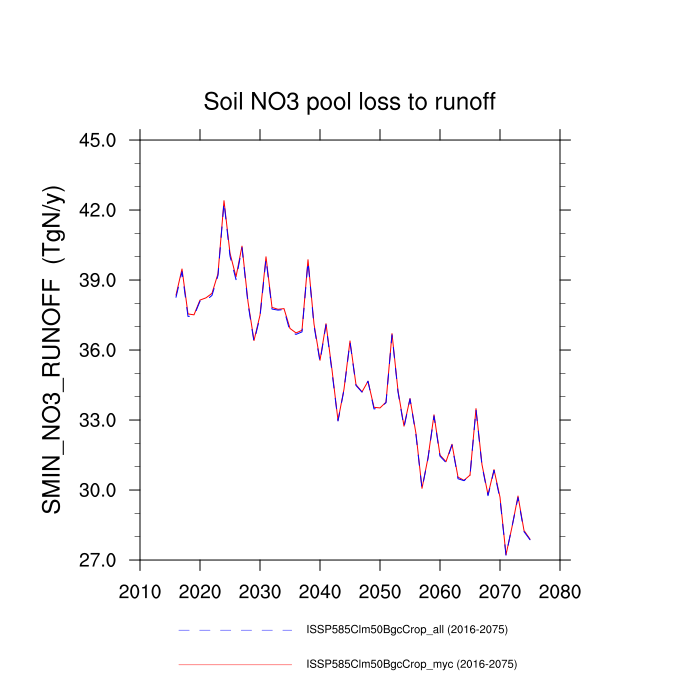 Soil NO3 pool loss to runoff
SMIN_NO3_RUNOFF (TgN/y)
45.0
42.0
39.0
36.0
33.0
30.0
27.0
2010 2020 2030 2040 2050 2060 2070 2080
ISSP585Clm50BgcCrop_all (2016-2075)
ISSP585Clm50BgcCrop_myc (2016-2075)